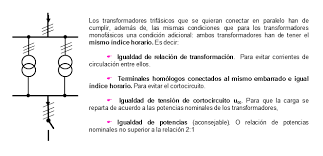 Los transformadores trifásicos que se quieran conectar en paralelo han de
cumplir, además de, las mismas condiciones que para los transformadores
monofásicos una condición adicional: ambos transformadores han de tener el
mismo índice horario. Es decir:
Igualdad de relación de transformación. Para evitar corrientes de
circulación entre ellos.
Terminales homólogos conectados al mismo embarrado e igual
índice horario. Para evitar el cortocircuito.
Igualdad de tensión de cortocircuito ucc. Para que la carga se
reparta de acuerdo a las potencias nominales de los transformadores,
Igualdad de potencias (aconsejable), O relación de potencias
nominales no superior a la relación 2:1